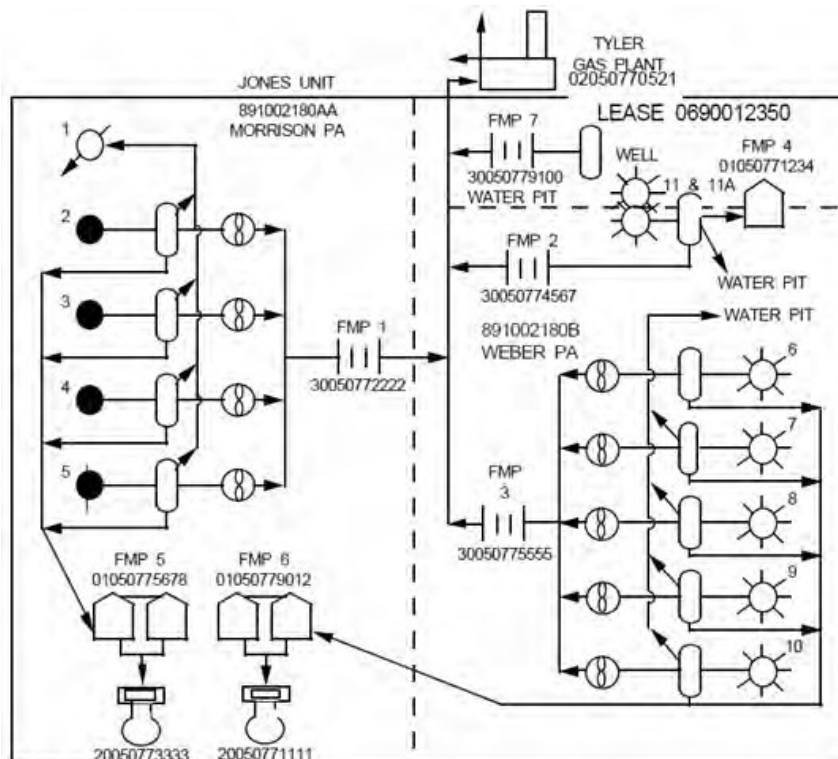 TYLER
GAS PLANT
02050770521
JONES UNIT
891002180AA
MORRISON PA
LEASE 0690012350
1
FMP 7
30050779100
WATER PIT
WELL
11 & 11A
FMP 4
01050771234
2
FMP 2
30050774567
WATER PIT
WATER PIT
3
FMP 1
30050772222
891002180B
WEBER PA
6
4
7
5
FMP
3
30050775555
8
9
10
FMP 5
01050775678
FMP 6
01050779012
20050773333
20050771111